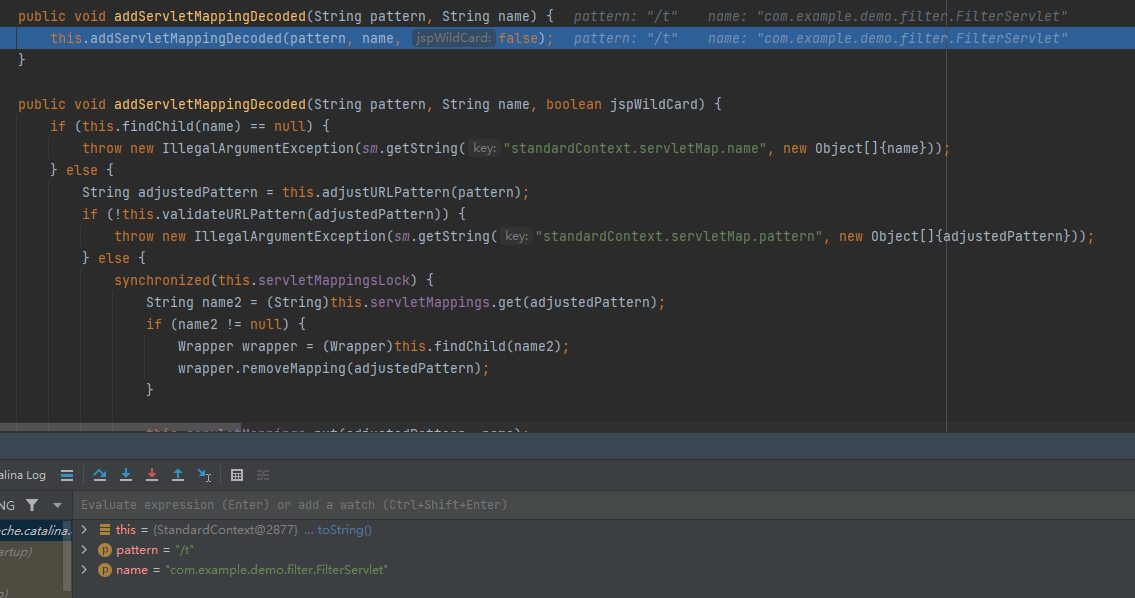 public void addServletMappingDecoded(String pattern, String name) {   pattern: "/t"    name: "com.example.demo.filter.FilterServlet"
    this.addServletMappingDecoded(pattern, name, jspWildCard: false);   pattern: "/t"    name: "com.example.demo.filter.FilterServlet"
}
public void addServletMappingDecoded(String pattern, String name, boolean jspWildCard) {
    if (this.findChild(name) == null) {
        throw new IllegalArgumentException(sm.getString( key: "standardContext.servletMap.name", new Object[]{name}));
    } else {
        String adjustedPattern = this.adjustURLPattern(pattern);
        if (!this.validateURLPattern(adjustedPattern)) {
            throw new IllegalArgumentException(sm.getString( key: "standardContext.servletMap.pattern", new Object[]{adjustedPattern}));
        } else {
            synchronized(this.servletMappingsLock) {
                String name2 = (String)this.servletMappings.get(adjustedPattern);
                if (name2 != null) {
                    Wrapper wrapper = (Wrapper)this.findChild(name2);
                    wrapper.removeMapping(adjustedPattern);
                }
                this.servletMappings.put(adjustedPattern, name);
alina Log
NG Evaluate expression (Enter) or add a watch (Ctrl+Shift+Enter)
che.catalina. this = {StandardContext@2877} ... toString()
artup) pattern = "/t"
name = "com.example.demo.filter.FilterServlet"